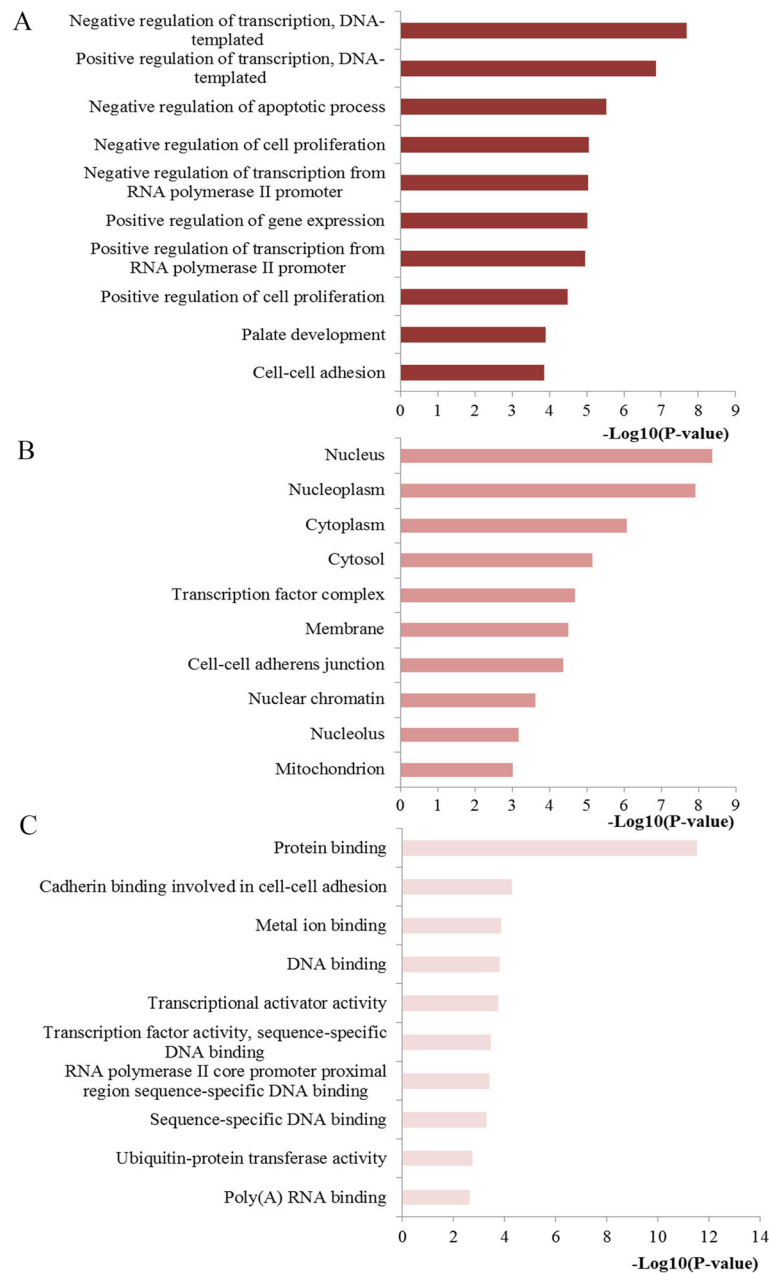 A
Negative regulation of transcription, DNA-
templated
Positive regulation of transcription, DNA-
templated
Negative regulation of apoptotic process
Negative regulation of cell proliferation
Negative regulation of transcription from
RNA polymerase II promoter
Positive regulation of gene expression
Positive regulation of transcription from
RNA polymerase II promoter
Positive regulation of cell proliferation
Palate development
Cell-cell adhesion
0 1 2 3 4 5 6 7 8 9
-Log10(P-value)
B
Nucleus
Nucleoplasm
Cytoplasm
Cytosol
Transcription factor complex
Membrane
Cell-cell adherens junction
Nuclear chromatin
Nucleolus
Mitochondrion
0 1 2 3 4 5 6 7 8 9
-Log10(P-value)
C
Protein binding
Cadherin binding involved in cell-cell adhesion
Metal ion binding
DNA binding
Transcriptional activator activity
Transcription factor activity, sequence-specific
DNA binding
RNA polymerase II core promoter proximal
region sequence-specific DNA binding
Sequence-specific DNA binding
Ubiquitin-protein transferase activity
Poly(A) RNA binding
0 2 4 6 8 10 12 14
-Log10(P-value)